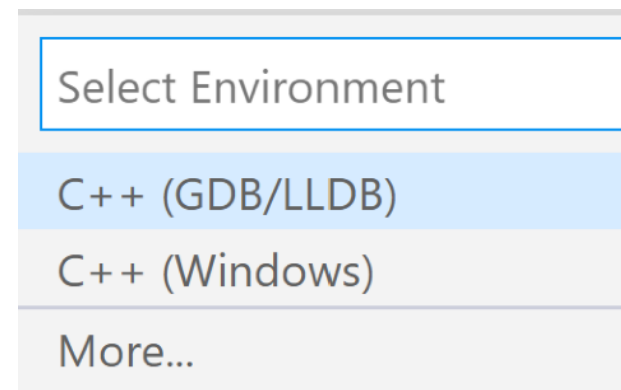 Select Environment
C++ (GDB/LLDB)
C++ (Windows)
More...